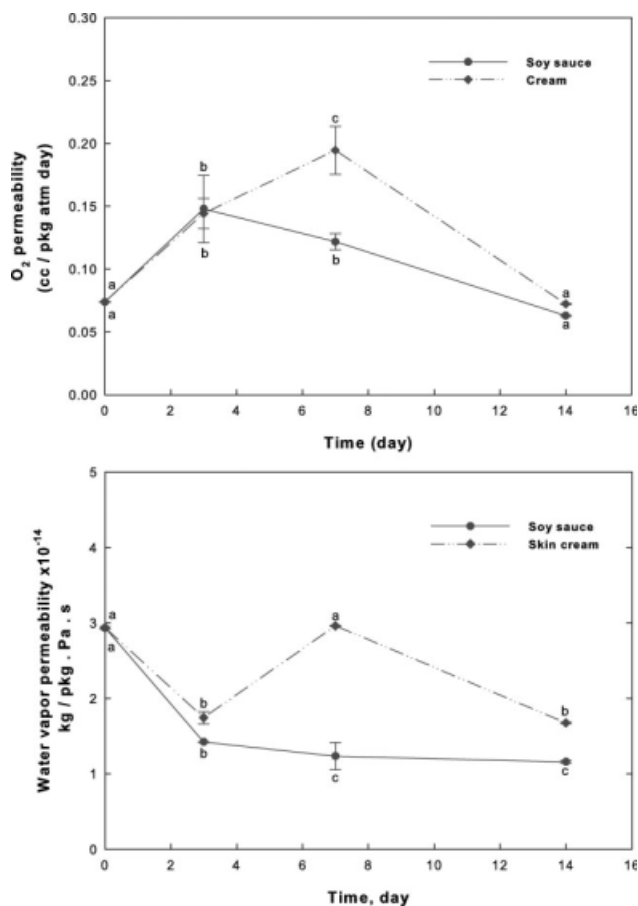 0.30
0.25
0.20
0.15
0.10
0.05
0.00
O2 permeability
(cc / pkg atm day)
Soy sauce
Cream
a
a
b
b
c
b
a
a
0 2 4 6 8 10 12 14 16
Time (day)
5
4
3
2
1
0
Water vapor permeability x10-14
kg / pkg . Pa . s
Soy sauce
Skin cream
a
a
b
b
a
c
b
c
0 2 4 6 8 10 12 14 16
Time, day